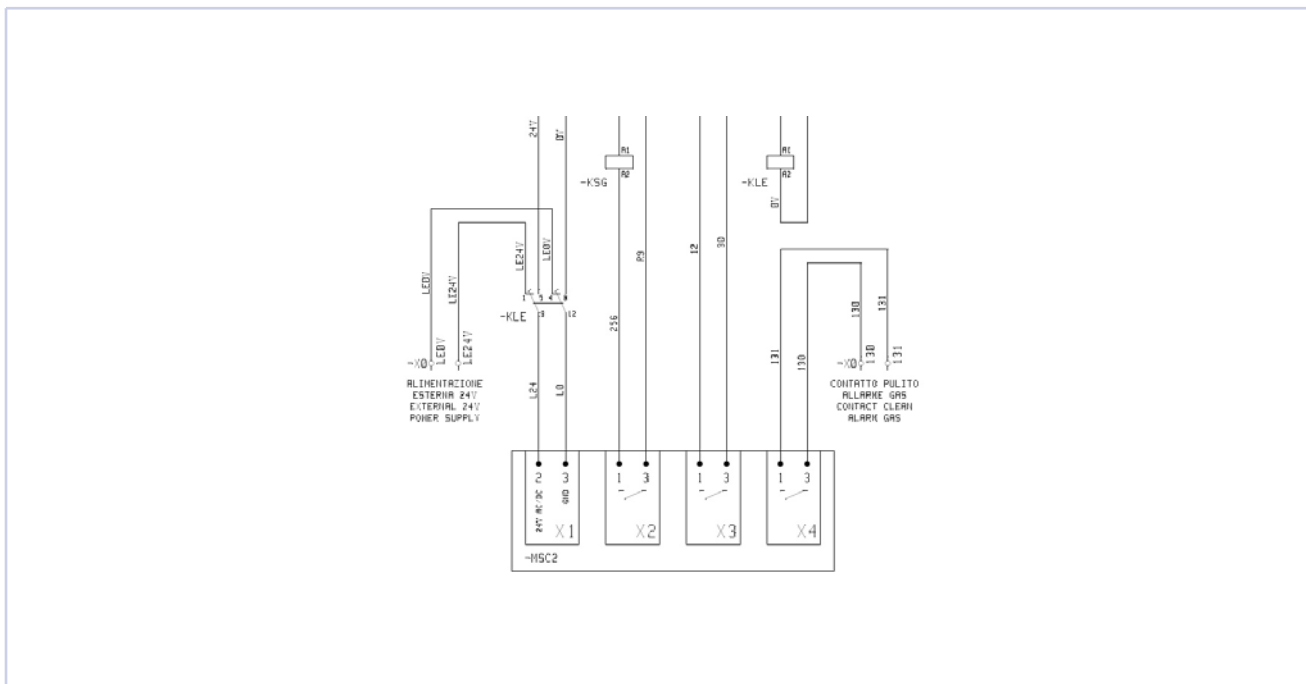 24V
0V
A1
A2
-KSG
A1
A2
-KLE
0V
R9
12
90
LE24V
LE0V
LE0V
LE24V
1
5
4
8
-KLE
9
12
256
130
131
131
130
-X0
LE0V
LE24V
L24
L0
-X0
130
131
ALIMENTAZIONE
ESTERNA 24V
EXTERNAL 24V
POWER SUPPLY
CONTATTO PULITO
ALLARME GAS
CONTACT CLEAN
ALARM GAS
2
3
1
3
1
3
1
3
24V AC/DC
GND
X1
X2
X3
X4
-MSC2